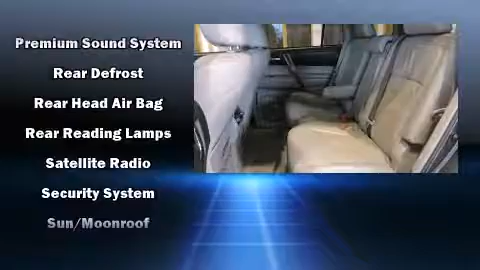 Premium Sound System
Rear Defrost
Rear Head Air Bag
Rear Reading Lamps
Satellite Radio
Security System
Sun/Moonroof